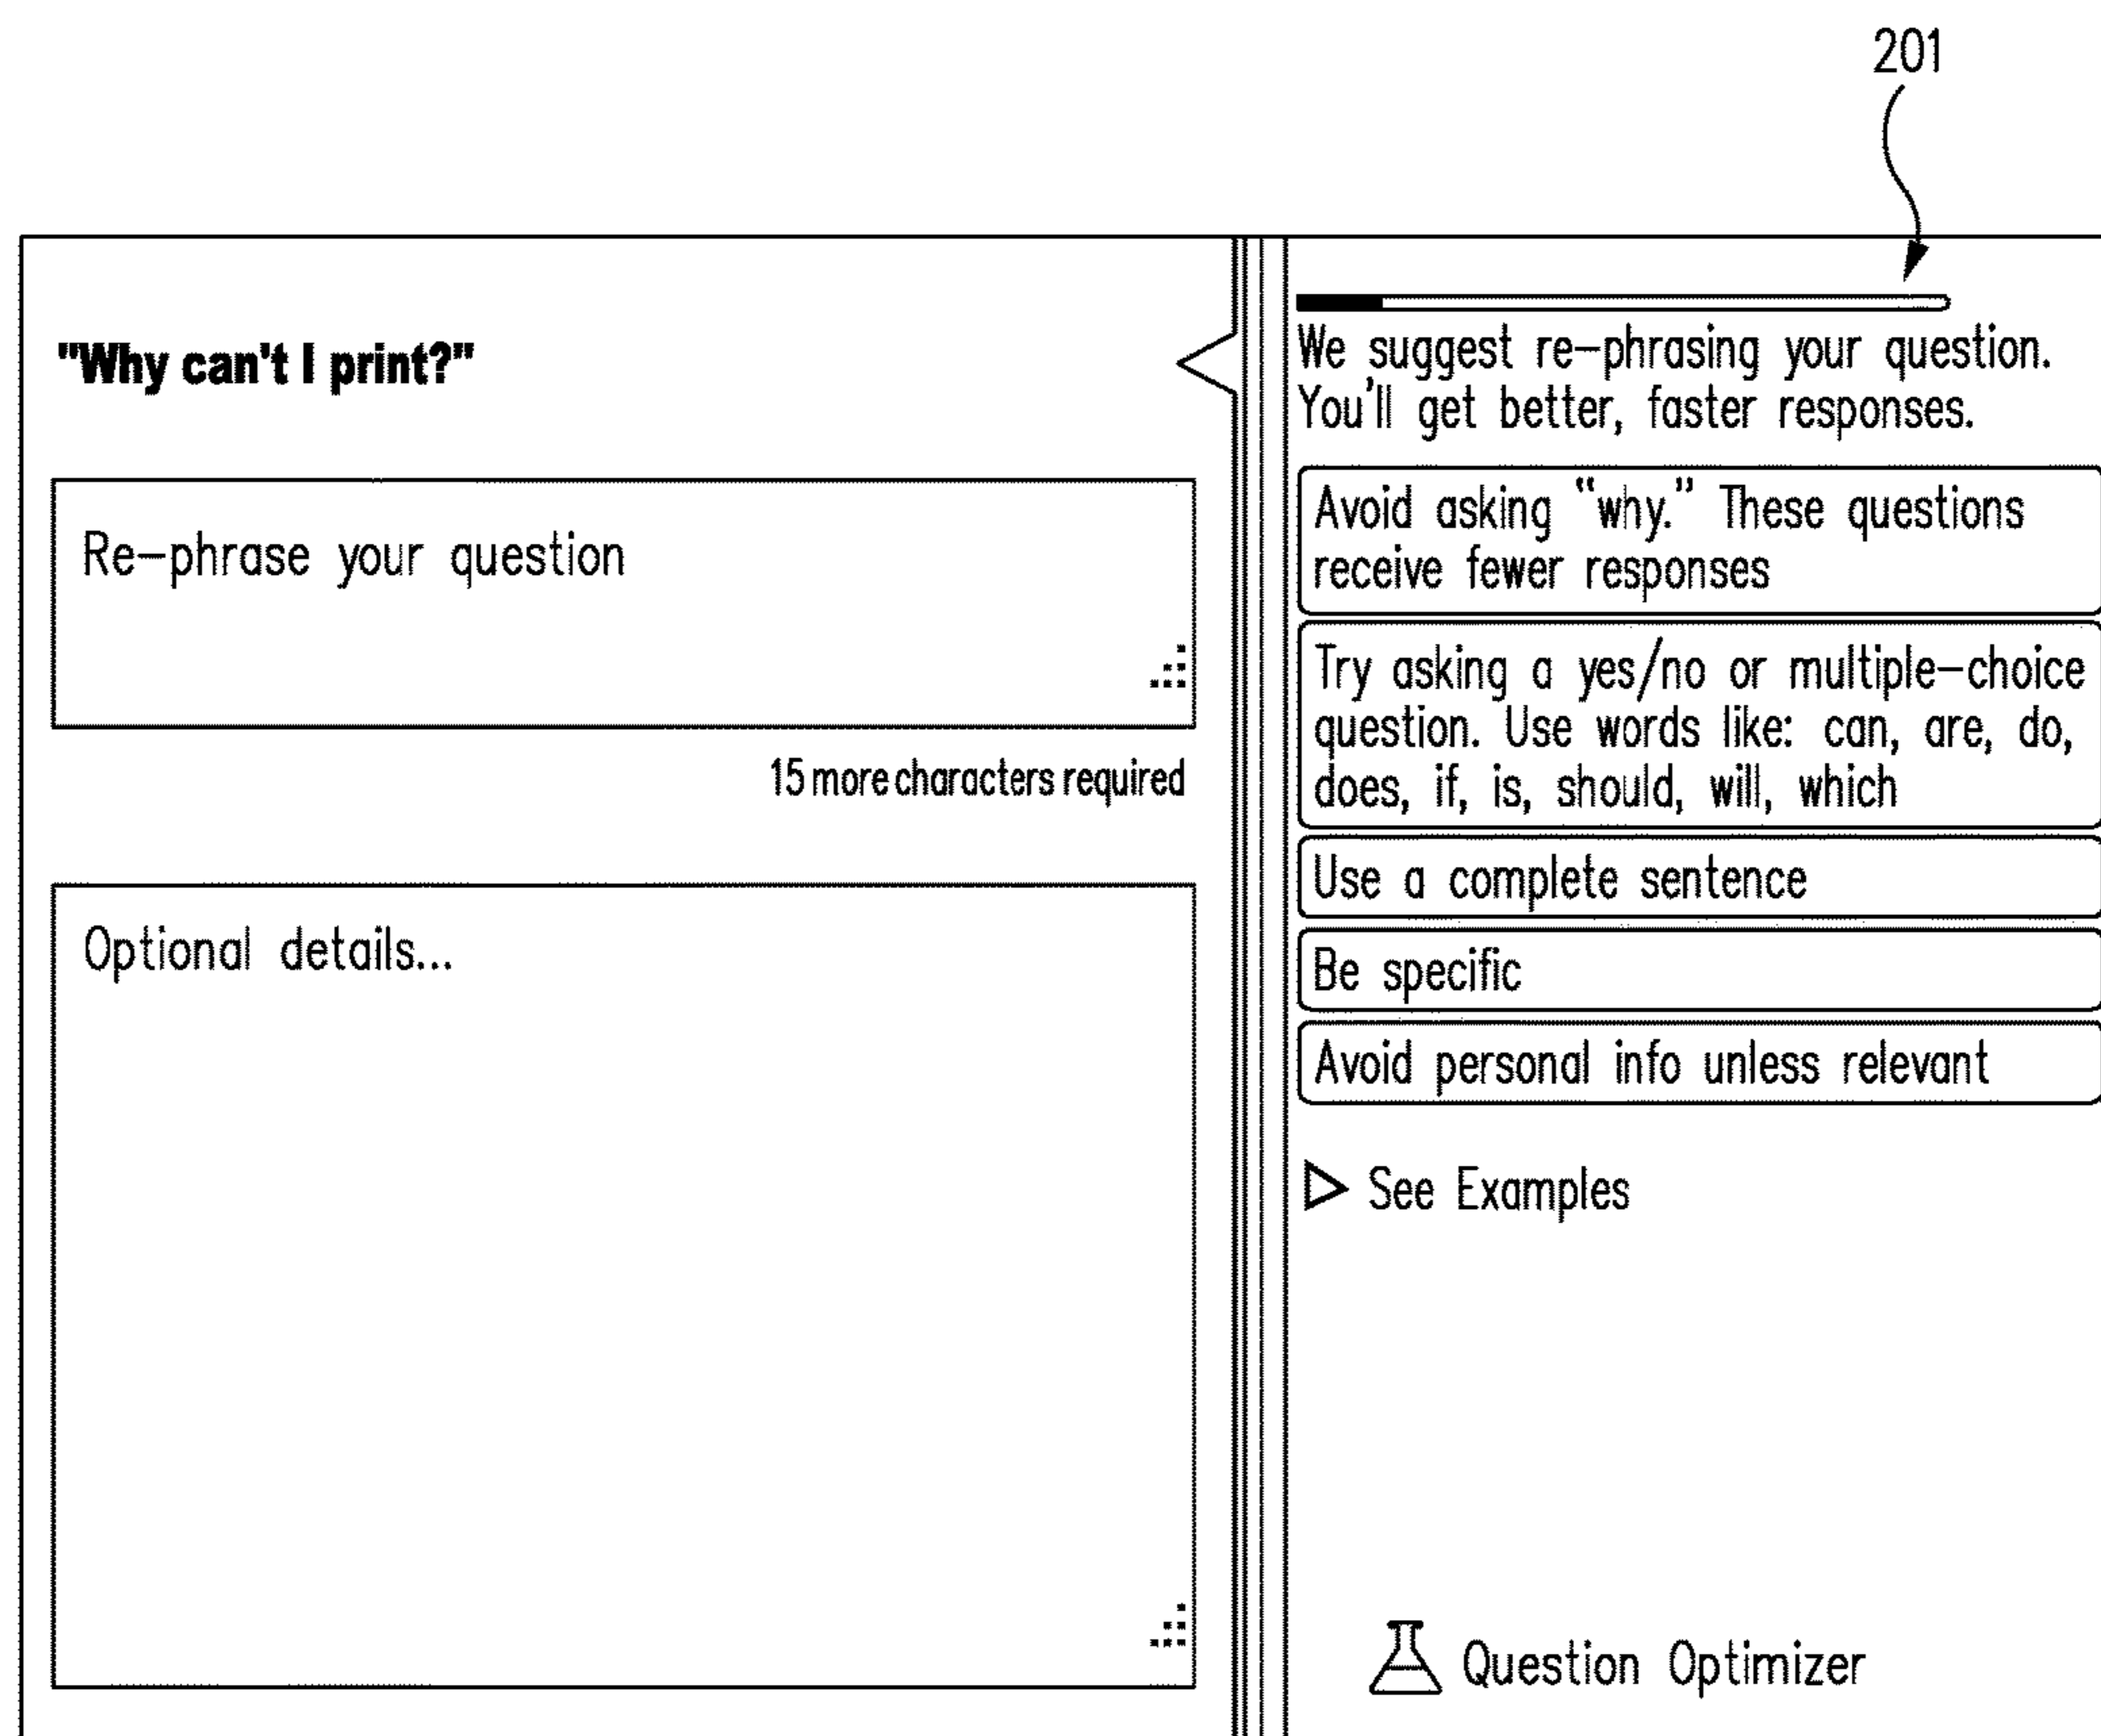 201
"Why can't I print?"
Re-phrase your question
15 more characters required
Optional details...
We suggest re-phrasing your question.
You'll get better, faster responses.
Avoid asking "why." These questions
receive fewer responses
Try asking a yes/no or multiple-choice
question. Use words like: can, are, do,
does, if, is, should, will, which
Use a complete sentence
Be specific
Avoid personal info unless relevant
See Examples
Question Optimizer